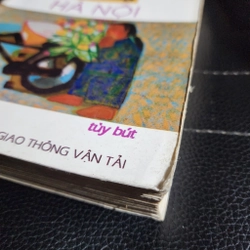 HÀ NỘI
tùy bút
GIAO THÔNG VẬN TẢI